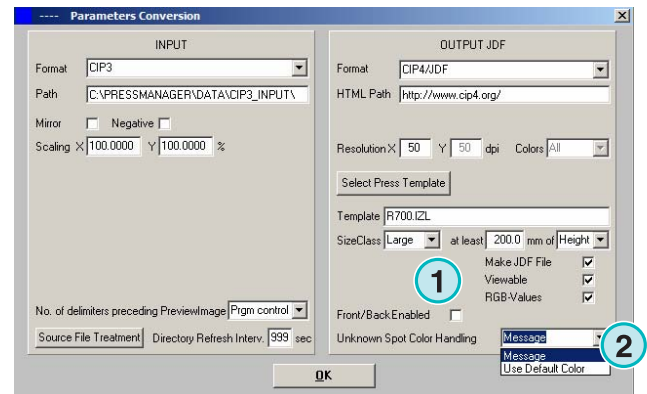 ---- Parameters Conversion
INPUT
Format CIP3
Path C:\PRESSMANAGER\DATA\CIP3_INPUT\
Mirror Negative
Scaling X 100.0000 Y 100.0000 %
No. of delimiters preceding PreviewImage Prgm control
Source File Treatment Directory Refresh Interv. 999 sec
OUTPUT JDF
Format CIP4/JDF
HTML Path http://www.cip4.org/
Resolution X 50 Y 50 dpi Colors All
Select Press Template
Template R700.IZL
SizeClass Large at least 200.0 mm of Height
1
Make JDF File
Viewable
RGB-Values
Front/Back Enabled
Unknown Spot Color Handling Message
2
Message
Use Default Color
OK